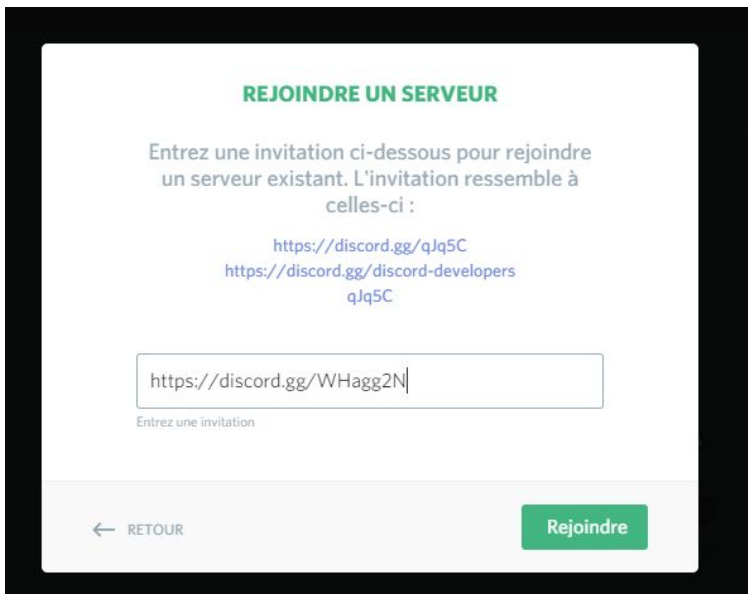 REJOINDRE UN SERVEUR
Entrez une invitation ci-dessous pour rejoindre
un serveur existant. L'invitation ressemble à
celles-ci :
https://discord.gg/qJq5C
https://discord.gg/discord-developers
qJq5C
https://discord.gg/WHagg2N
Entrez une invitation
← RETOUR
Rejoindre